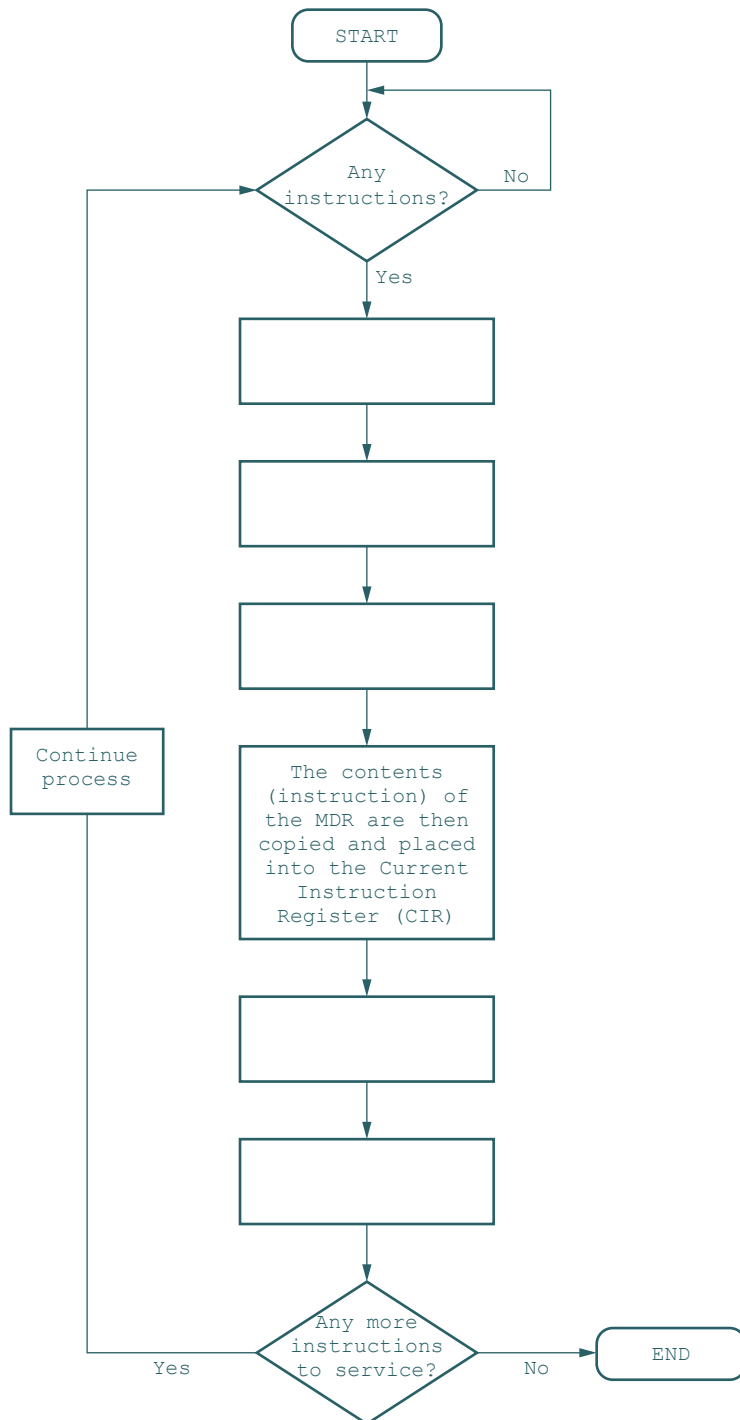 START
Any
instructions?
No
Yes
Continue
process
The contents
(instruction) of
the MDR are then
copied and placed
into the Current
Instruction
Register (CIR)
Any more
instructions
to service?
Yes
No
END